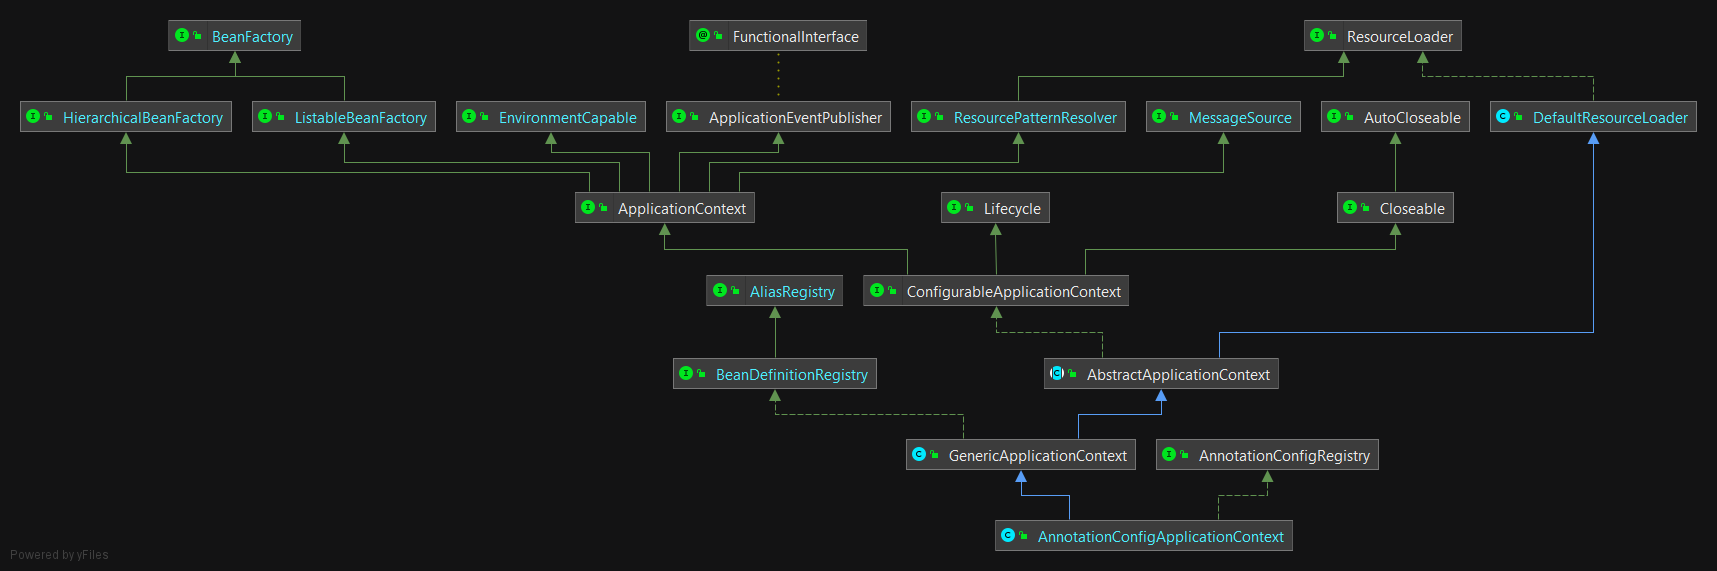 BeanFactory
FunctionalInterface
ResourceLoader
HierarchicalBeanFactory
ListableBeanFactory
EnvironmentCapable
ApplicationEventPublisher
ResourcePatternResolver
MessageSource
AutoCloseable
DefaultResourceLoader
ApplicationContext
Lifecycle
Closeable
AliasRegistry
ConfigurableApplicationContext
BeanDefinitionRegistry
AbstractApplicationContext
GenericApplicationContext
AnnotationConfigRegistry
AnnotationConfigApplicationContext
Powered by yFiles